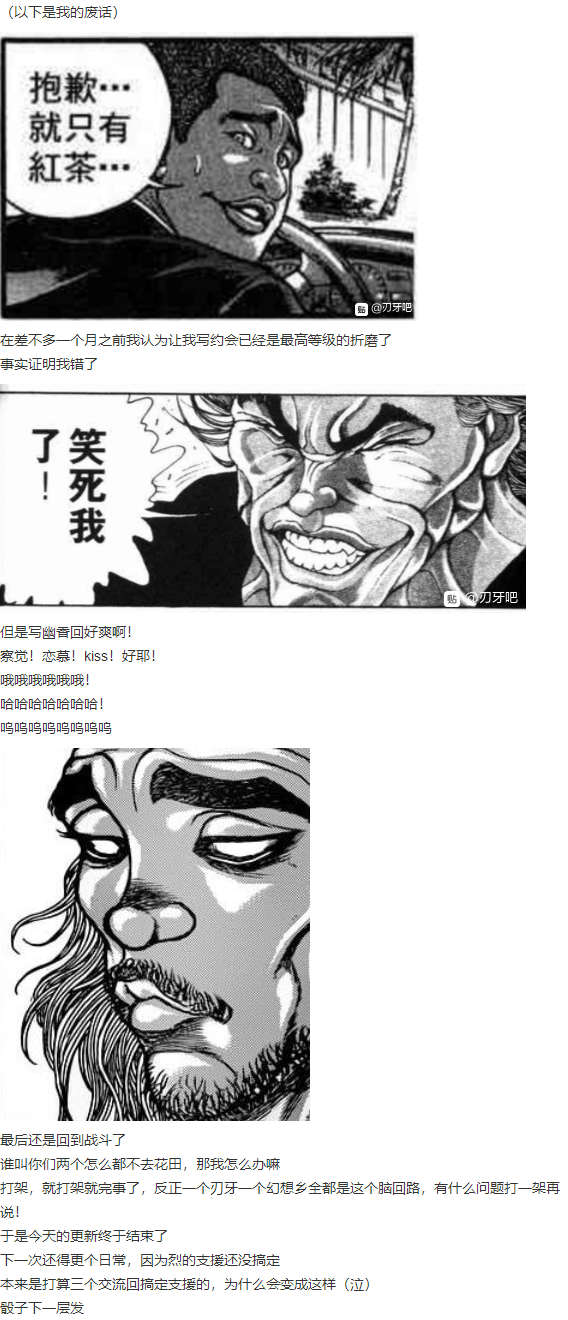 （以下是我的废话）
抱歉…
就只有
紅茶…
贴 @刃牙吧
在差不多一个月之前我认为让我写约会已经是最高等级的折磨了
事实证明我错了
笑死我
了！
贴 @刃牙吧
但是写幽香回好爽啊！
察觉！恋慕！kiss！好耶！
哦哦哦哦哦哦！
哈哈哈哈哈哈哈！
呜呜呜呜呜呜呜呜
最后还是回到战斗了
谁叫你们两个怎么都不去花田，那我怎么办嘛
打架，就打架就完事了，反正一个刃牙一个幻想乡全都是这个脑回路，有什么问题打一架再
说！
于是今天的更新终于结束了
下一次还得更个日常，因为烈的支援还没搞定
本来是打算三个交流回搞定支援的，为什么会变成这样（泣）
骰子下一层发